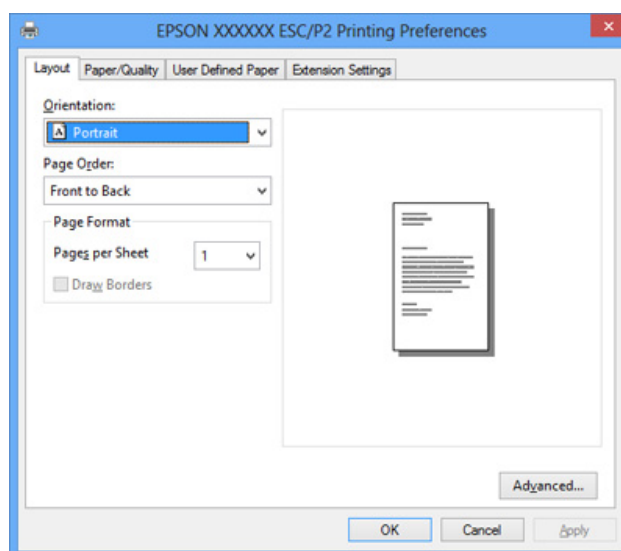 EPSON XXXXXX ESC/P2 Printing Preferences
Layout Paper/Quality User Defined Paper Extension Settings
Orientation:
A Portrait
Page Order:
Front to Back
Page Format
Pages per Sheet 1
Draw Borders
Advanced...
OK Cancel Apply